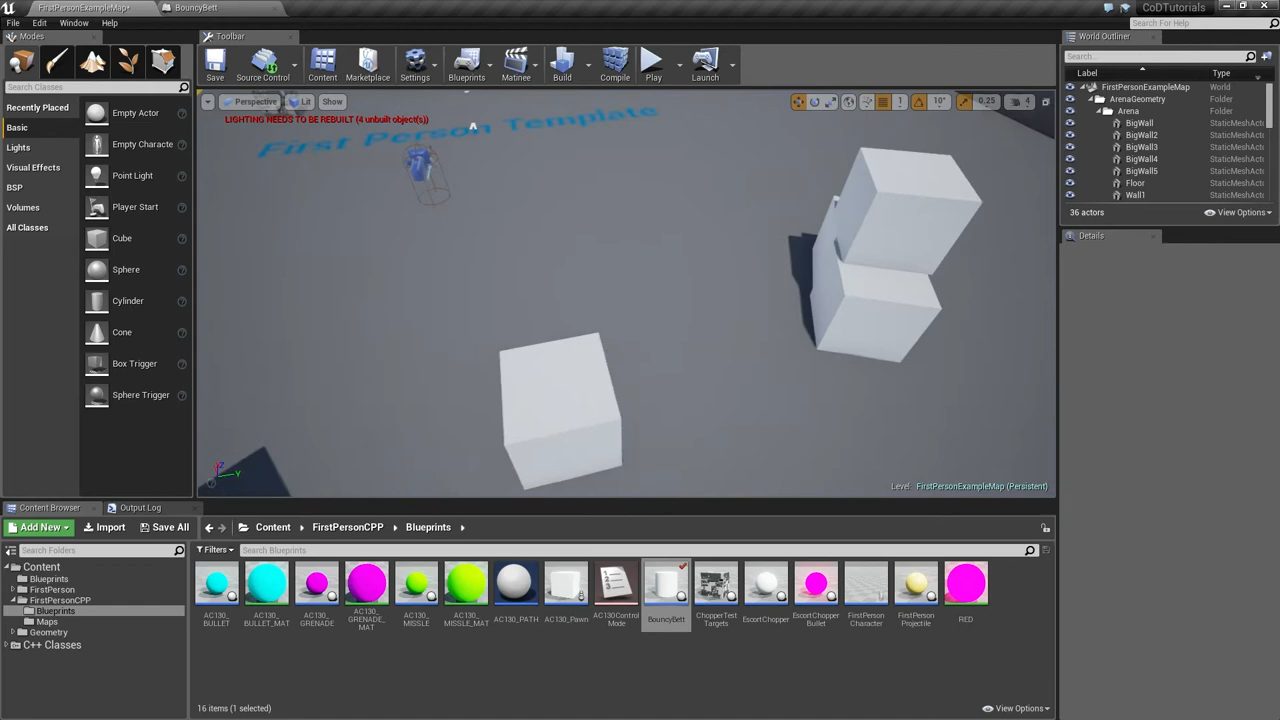 FirstPersonExampleMap*
BouncyBett
CoDTutorials
File Edit Window Help
Search For Help
Modes
Toolbar
World Outliner
Search Classes
Save
Source Control
Content
Marketplace
Settings
Blueprints
Matinee
Build
Compile
Play
Launch
Search...
Label Type
FirstPersonExampleMap World
ArenaGeometry Folder
Arena Folder
BigWall StaticMeshActo
BigWall2 StaticMeshActo
BigWall3 StaticMeshActo
BigWall4 StaticMeshActo
BigWall5 StaticMeshActo
Floor StaticMeshActo
Wall1 StaticMeshActo
36 actors
View Options
Details
Recently Placed
Basic
Lights
Visual Effects
BSP
Volumes
All Classes
Empty Actor
Empty Characte
Point Light
Player Start
Cube
Sphere
Cylinder
Cone
Box Trigger
Sphere Trigger
Perspective Lit Show
1 10° 0.25 4
LIGHTING NEEDS TO BE REBUILT (4 unbuilt object(s))
First Person Template
Level: FirstPersonExampleMap (Persistent)
Content Browser
Output Log
Add New
Import
Save All
Content
FirstPersonCPP
Blueprints
Search Folders
Filters
Search Blueprints
Content
Blueprints
FirstPerson
FirstPersonCPP
Blueprints
Maps
Geometry
C++ Classes
AC130_BULLET
AC130_BULLET_MAT
AC130_GRENADE
AC130_GRENADE_MAT
AC130_MISSLE
AC130_MISSLE_MAT
AC130_PATH
AC130_Pawn
AC130Control Mode
BouncyBett
ChopperTest Targets
EscortChopper
EscortChopper Bullet
FirstPerson Character
FirstPerson Projectile
RED
16 items (1 selected)
View Options